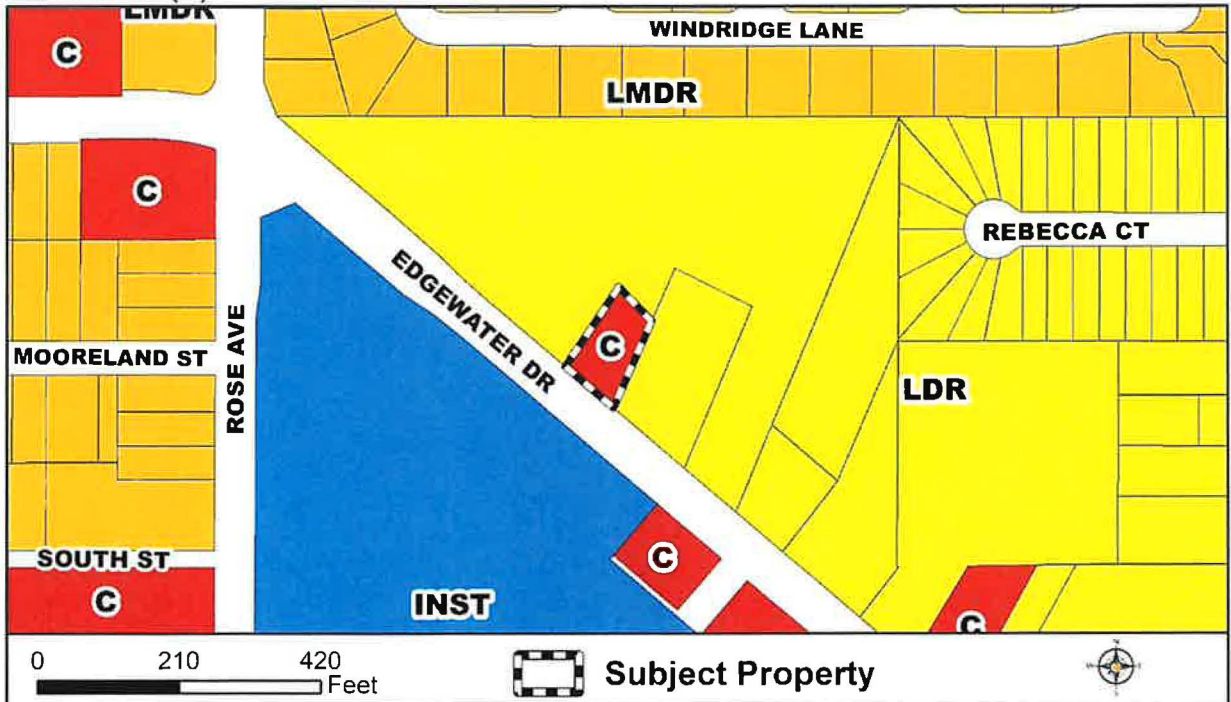 LMDR
C
WINDRIDGE LANE
LMDR
C
REBECCA CT
EDGEWATER DR
C
MOORELAND ST
ROSE AVE
LDR
SOUTH ST
C
C
INST
C
0 210 420
Feet
Subject Property